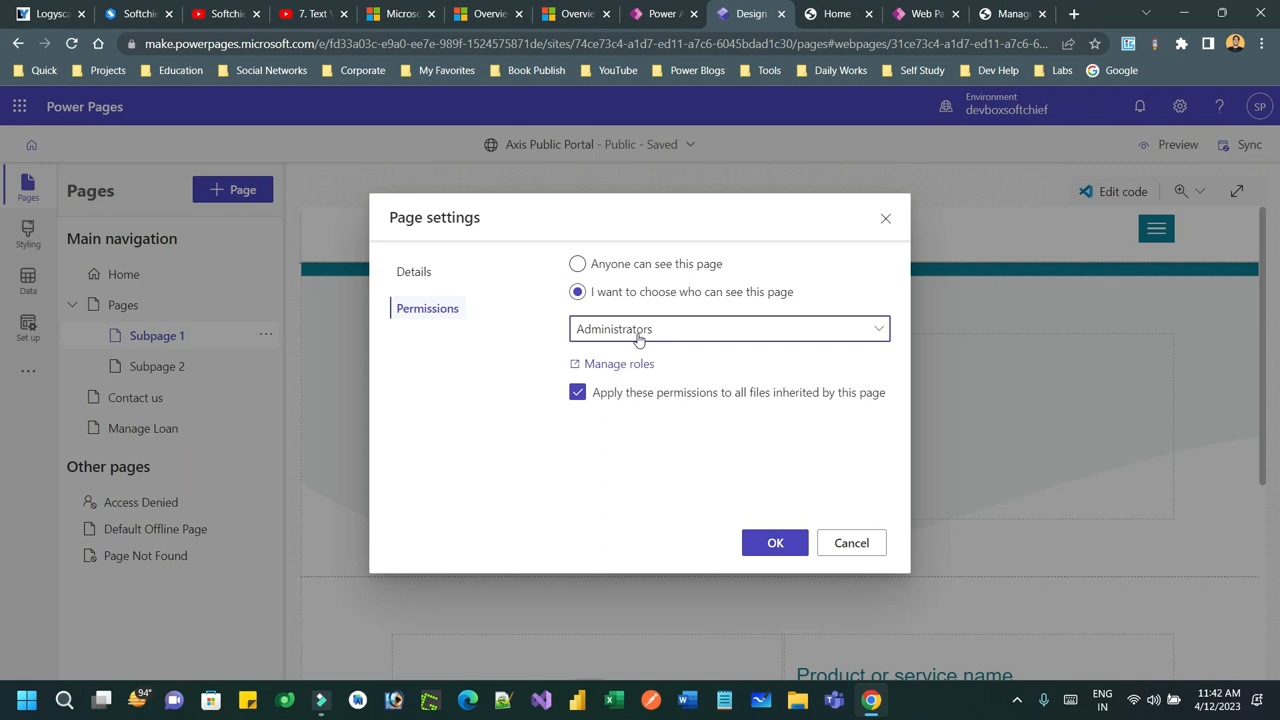 Logysca
Softchie
Softchie
7. Text V
Microso
Overvie
Overvie
Power A
Design
Home
Web Pa
Manage
make.powerpages.microsoft.com/e/fd33a03c-e9a0-ee7e-989f-1524575871de/sites/74ce73c4-a1d7-ed11-a7c6-6045bdad1c30/pages#webpages/31ce73c4-a1d7-ed11-a7c6-6045bdad1c30/7c...
Quick
Projects
Education
Social Networks
Corporate
My Favorites
Book Publish
YouTube
Power Blogs
Tools
Daily Works
Self Study
Dev Help
Labs
Google
Power Pages
Environment
devboxsoftchief
SP
Axis Public Portal - Public - Saved
Preview
Sync
Pages
Styling
Data
Set up
Pages
+ Page
Main navigation
Home
Pages
Subpage 1
Subpage 2
Contact us
Manage Loan
Other pages
Access Denied
Default Offline Page
Page Not Found
Edit code
Page settings
Details
Permissions
Anyone can see this page
I want to choose who can see this page
Administrators
Manage roles
Apply these permissions to all files inherited by this page
OK
Cancel
Product or service name
94°
ENG
IN
11:42 AM
4/12/2023